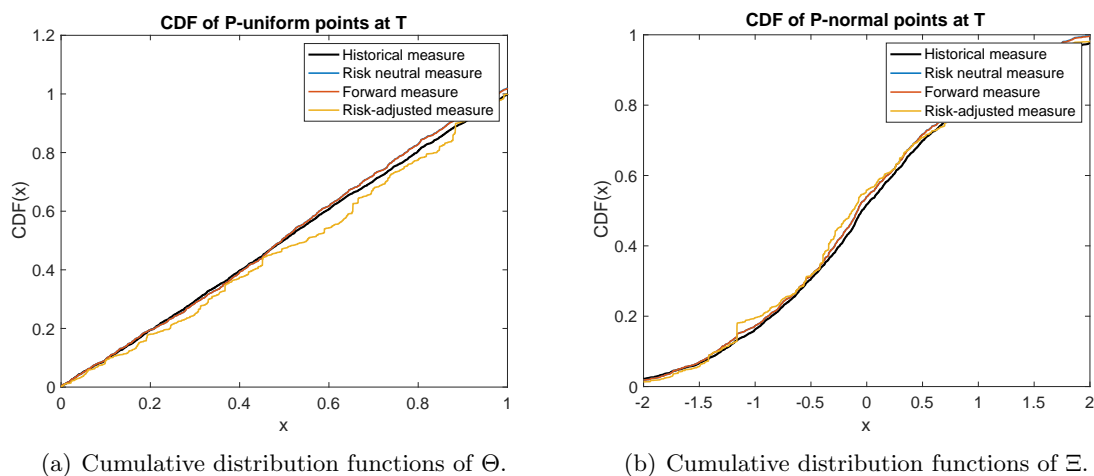 CDF of P-uniform points at T
1.2
1
0.8
0.6
0.4
0.2
0
CDF(x)
Historical measure
Risk neutral measure
Forward measure
Risk-adjusted measure
0 0.2 0.4 0.6 0.8 1
x
(a) Cumulative distribution functions of Θ.
CDF of P-normal points at T
1
0.8
0.6
0.4
0.2
0
CDF(x)
Historical measure
Risk neutral measure
Forward measure
Risk-adjusted measure
-2 -1.5 -1 -0.5 0 0.5 1 1.5 2
x
(b) Cumulative distribution functions of Ξ.